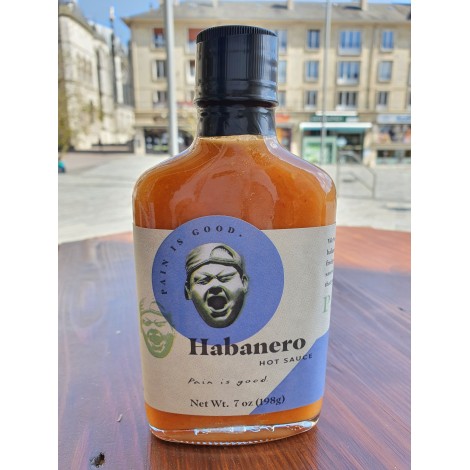 PAIN IS GOOD.
Habanero
HOT SAUCE
Pain is good
Net Wt. 7 oz (198g)